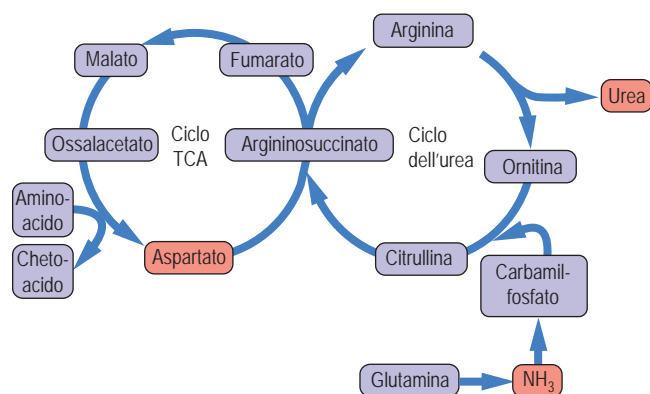 Arginina
Malato
Fumarato
Urea
Ossalacetato
Ciclo
TCA
Argininosuccinato
Ciclo
dell'urea
Ornitina
Amino-
acido
Cheto-
acido
Aspartato
Citrullina
Carbamil-
fosfato
Glutamina
NH₃